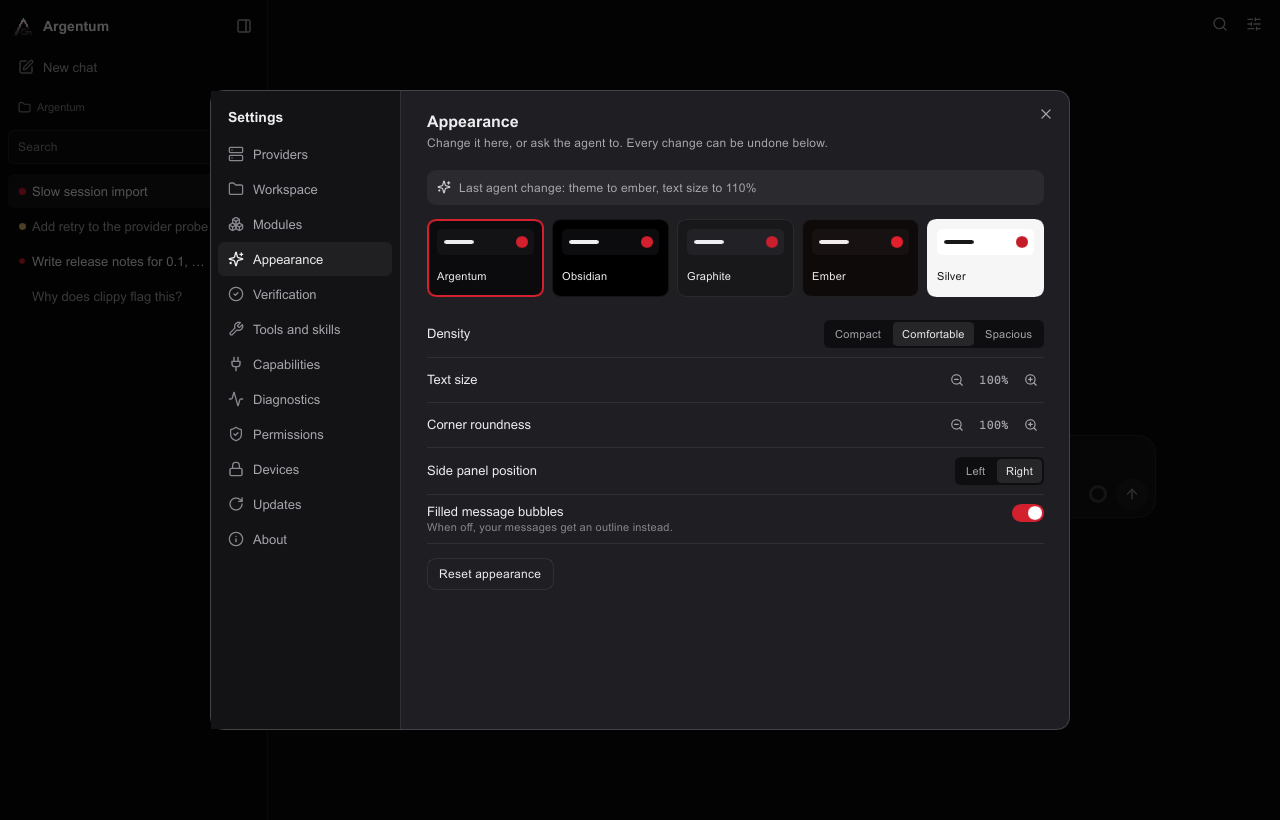 Argentum
New chat
Argentum
Search
Slow session import
Add retry to the provider probe
Write release notes for 0.1, ...
Why does clippy flag this?
Settings
Providers
Workspace
Modules
Appearance
Verification
Tools and skills
Capabilities
Diagnostics
Permissions
Devices
Updates
About
Appearance
Change it here, or ask the agent to. Every change can be undone below.
Last agent change: theme to ember, text size to 110%
Argentum
Obsidian
Graphite
Ember
Silver
Density
Compact
Comfortable
Spacious
Text size
100%
Corner roundness
100%
Side panel position
Left
Right
Filled message bubbles
When off, your messages get an outline instead.
Reset appearance